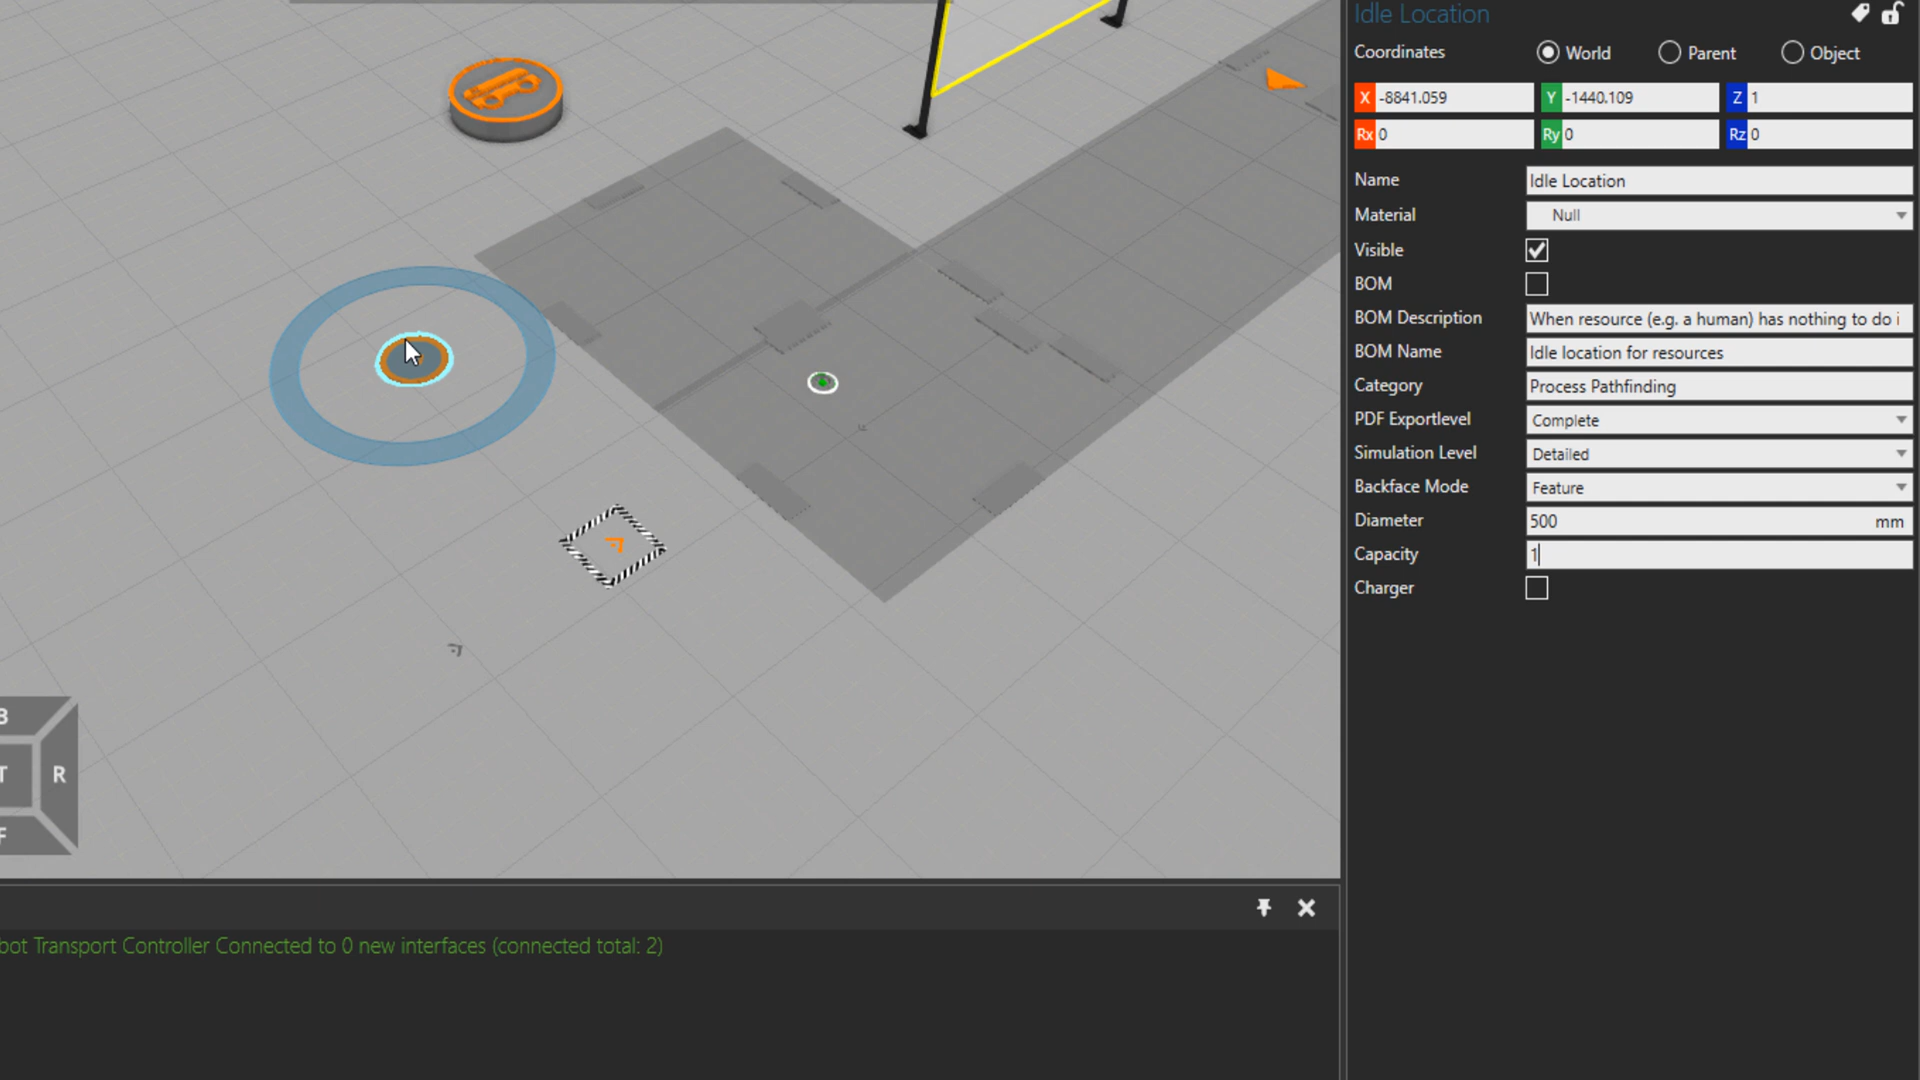 Idle Location
Coordinates World Parent Object
X -8841.059 Y -1440.109 Z 1
Rx 0 Ry 0 Rz 0
Name Idle Location
Material Null
Visible
BOM
BOM Description When resource (e.g. a human) has nothing to do i
BOM Name Idle location for resources
Category Process Pathfinding
PDF Exportlevel Complete
Simulation Level Detailed
Backface Mode Feature
Diameter 500 mm
Capacity 1
Charger
B
T R
F
bot Transport Controller Connected to 0 new interfaces (connected total: 2)